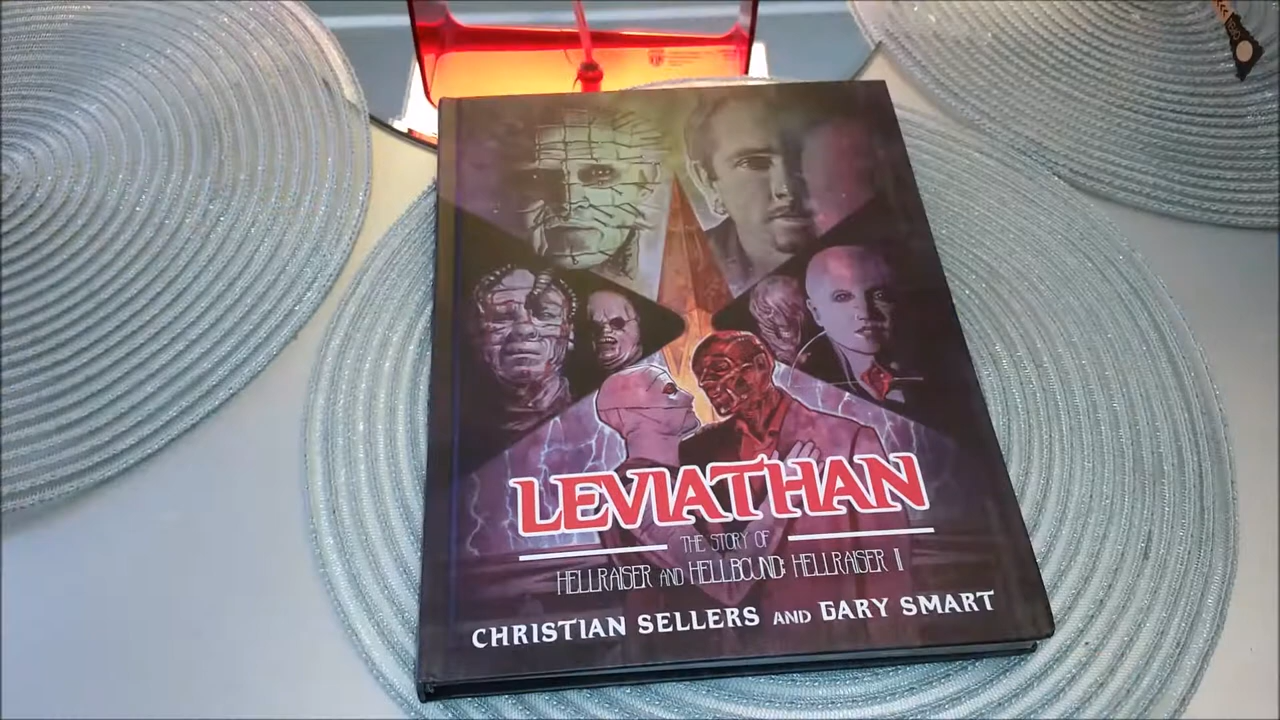 LEVIATHAN
THE STORY OF
HELLRAISER AND HELLBOUND: HELLRAISER II
CHRISTIAN SELLERS AND GARY SMART